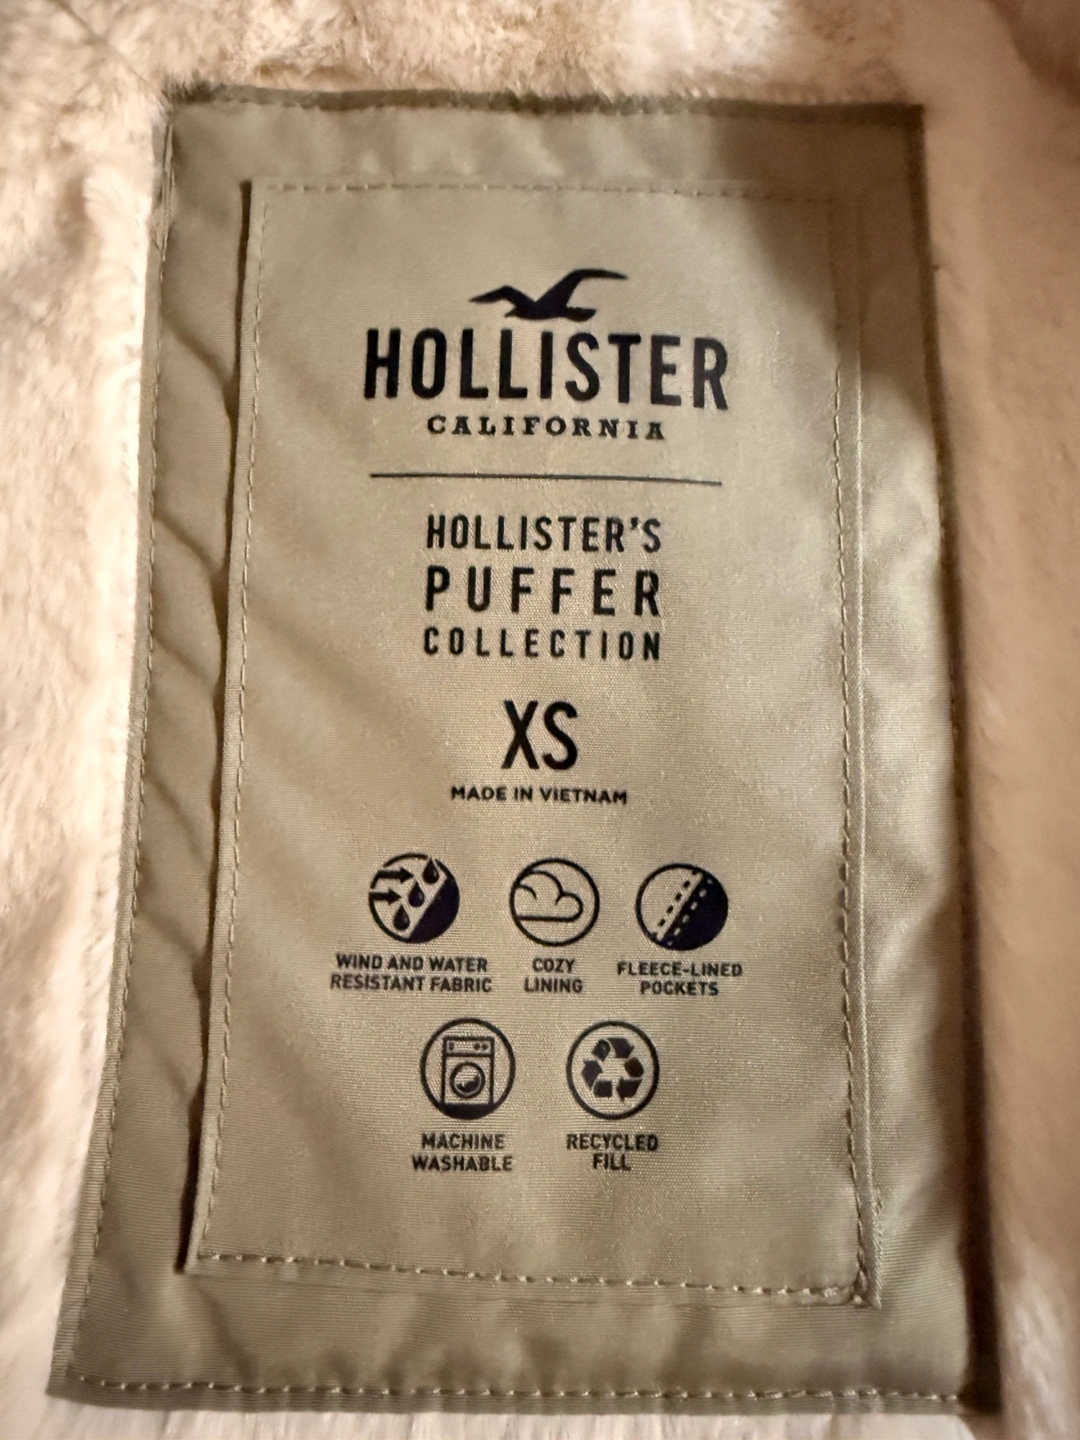 HOLLISTER
CALIFORNIA
HOLLISTER'S
PUFFER
COLLECTION
XS
MADE IN VIETNAM
WIND AND WATER
RESISTANT FABRIC
COZY
LINING
FLEECE-LINED
POCKETS
MACHINE
WASHABLE
RECYCLED
FILL